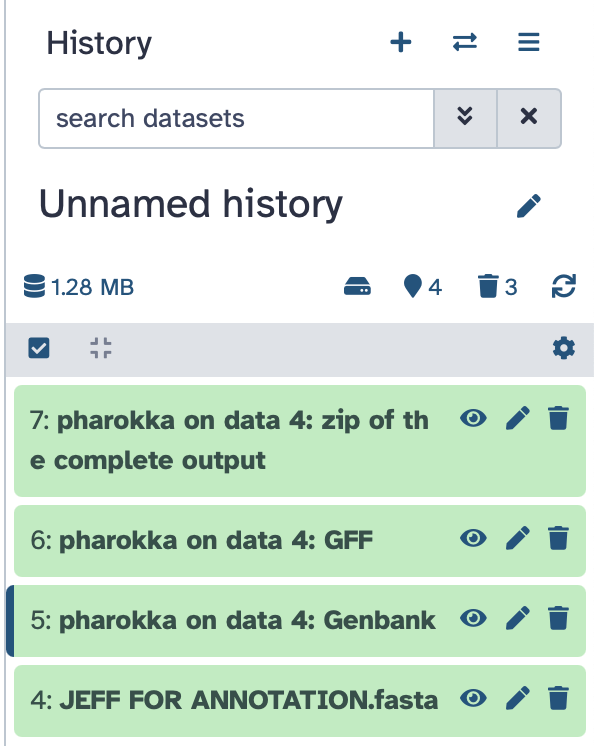 History
search datasets
Unnamed history
1.28 MB 4 3
7: pharokka on data 4: zip of th
e complete output
6: pharokka on data 4: GFF
5: pharokka on data 4: Genbank
4: JEFF FOR ANNOTATION.fasta